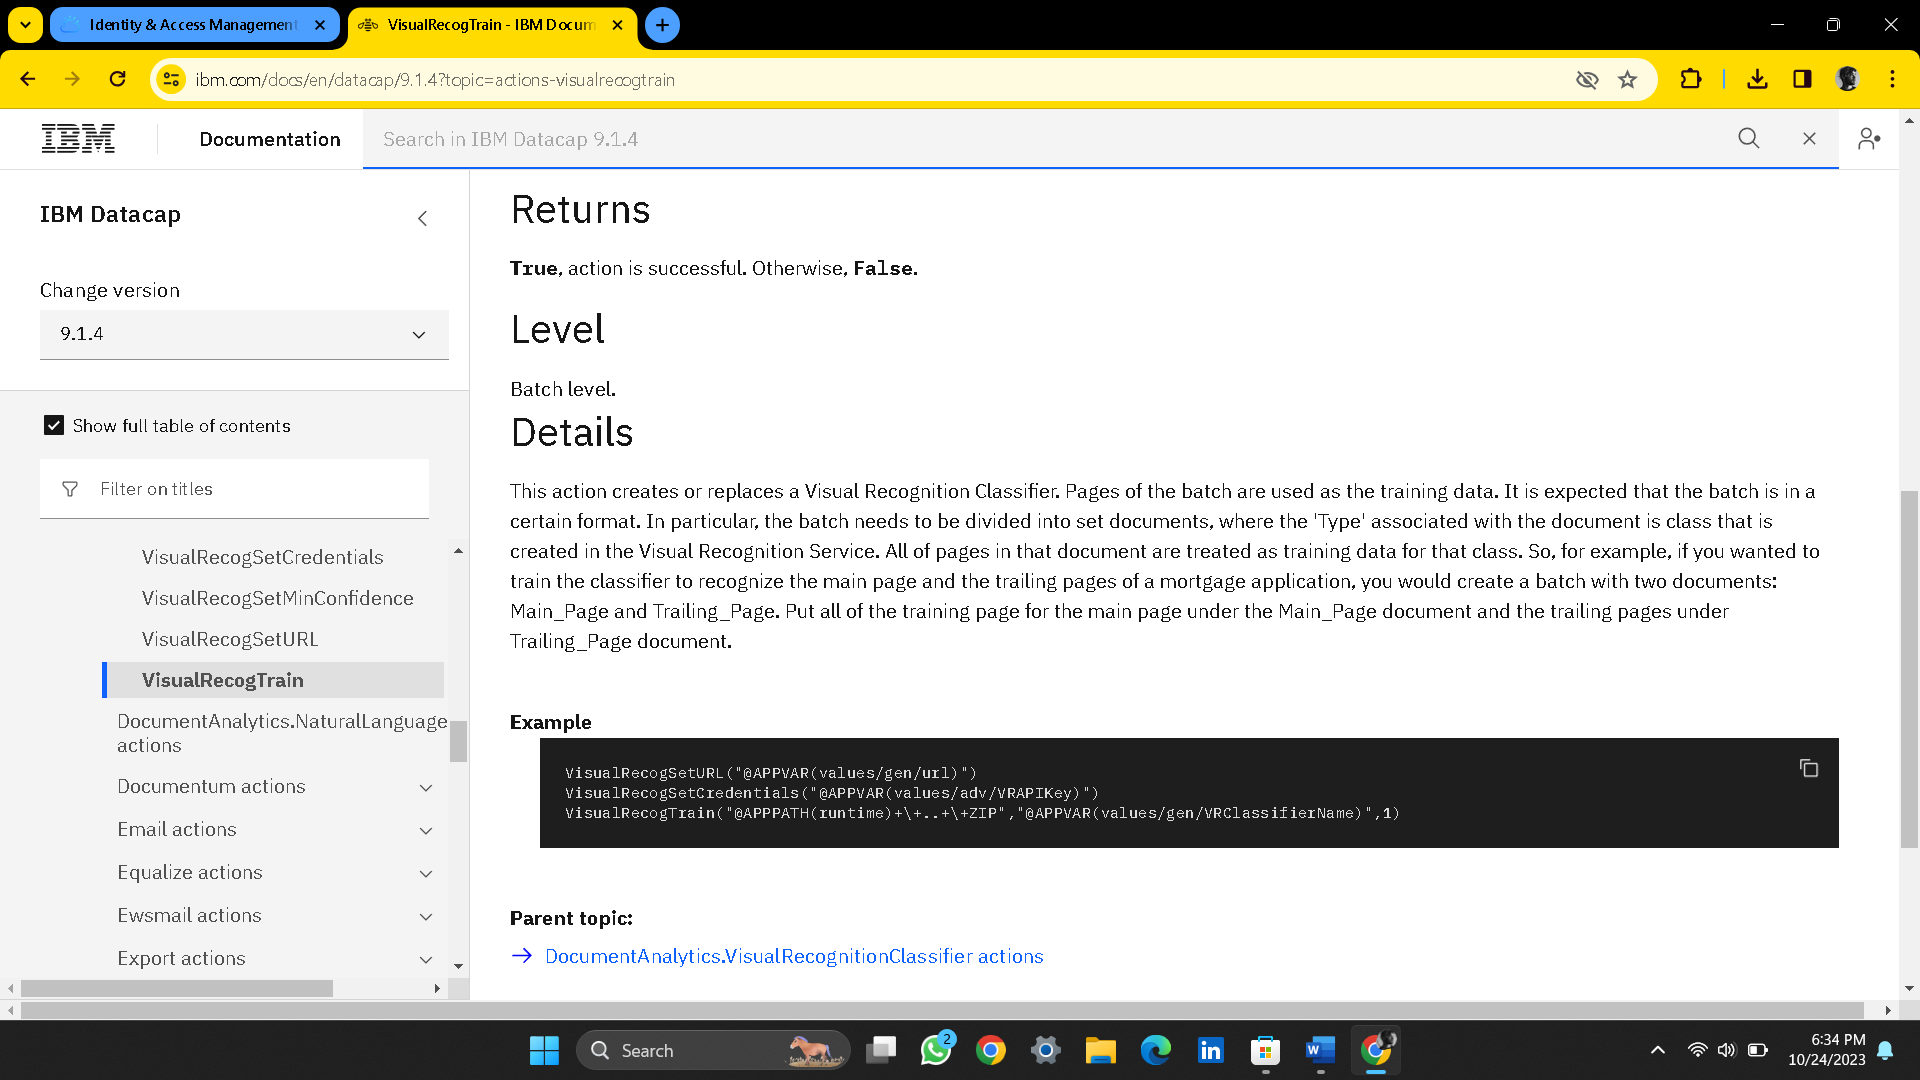 Identity & Access Management
VisualRecogTrain - IBM Docum
ibm.com/docs/en/datacap/9.1.4?topic=actions-visualrecogtrain
IBM
Documentation
Search in IBM Datacap 9.1.4
IBM Datacap
Change version
9.1.4
Show full table of contents
Filter on titles
VisualRecogSetCredentials
VisualRecogSetMinConfidence
VisualRecogSetURL
VisualRecogTrain
DocumentAnalytics.NaturalLanguage
actions
Documentum actions
Email actions
Equalize actions
Ewsmail actions
Export actions
Returns
True, action is successful. Otherwise, False.
Level
Batch level.
Details
This action creates or replaces a Visual Recognition Classifier. Pages of the batch are used as the training data. It is expected that the batch is in a
certain format. In particular, the batch needs to be divided into set documents, where the 'Type' associated with the document is class that is
created in the Visual Recognition Service. All of pages in that document are treated as training data for that class. So, for example, if you wanted to
train the classifier to recognize the main page and the trailing pages of a mortgage application, you would create a batch with two documents:
Main_Page and Trailing_Page. Put all of the training page for the main page under the Main_Page document and the trailing pages under
Trailing_Page document.
Example
VisualRecogSetURL("@APPVAR(values/gen/url)")
VisualRecogSetCredentials("@APPVAR(values/adv/VRAPIKey)")
VisualRecogTrain("@APPPATH(runtime)+\+..+\+ZIP","@APPVAR(values/gen/VRClassifierName)",1)
Parent topic:
DocumentAnalytics.VisualRecognitionClassifier actions
Search
2
in
W
6:34 PM
10/24/2023